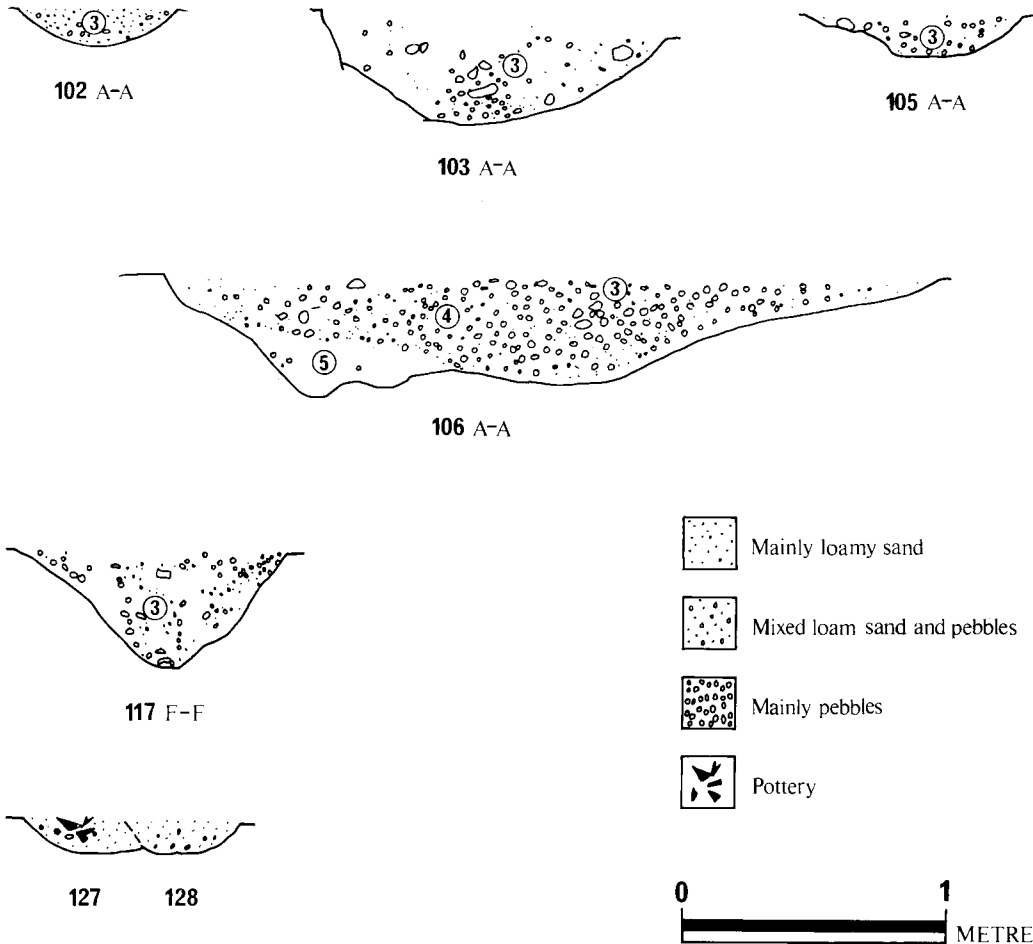 3
102 A-A
3
103 A-A
3
105 A-A
3
4
5
106 A-A
3
117 F-F
127 128
Mainly loamy sand
Mixed loam sand and pebbles
Mainly pebbles
Pottery
0 1
METRE